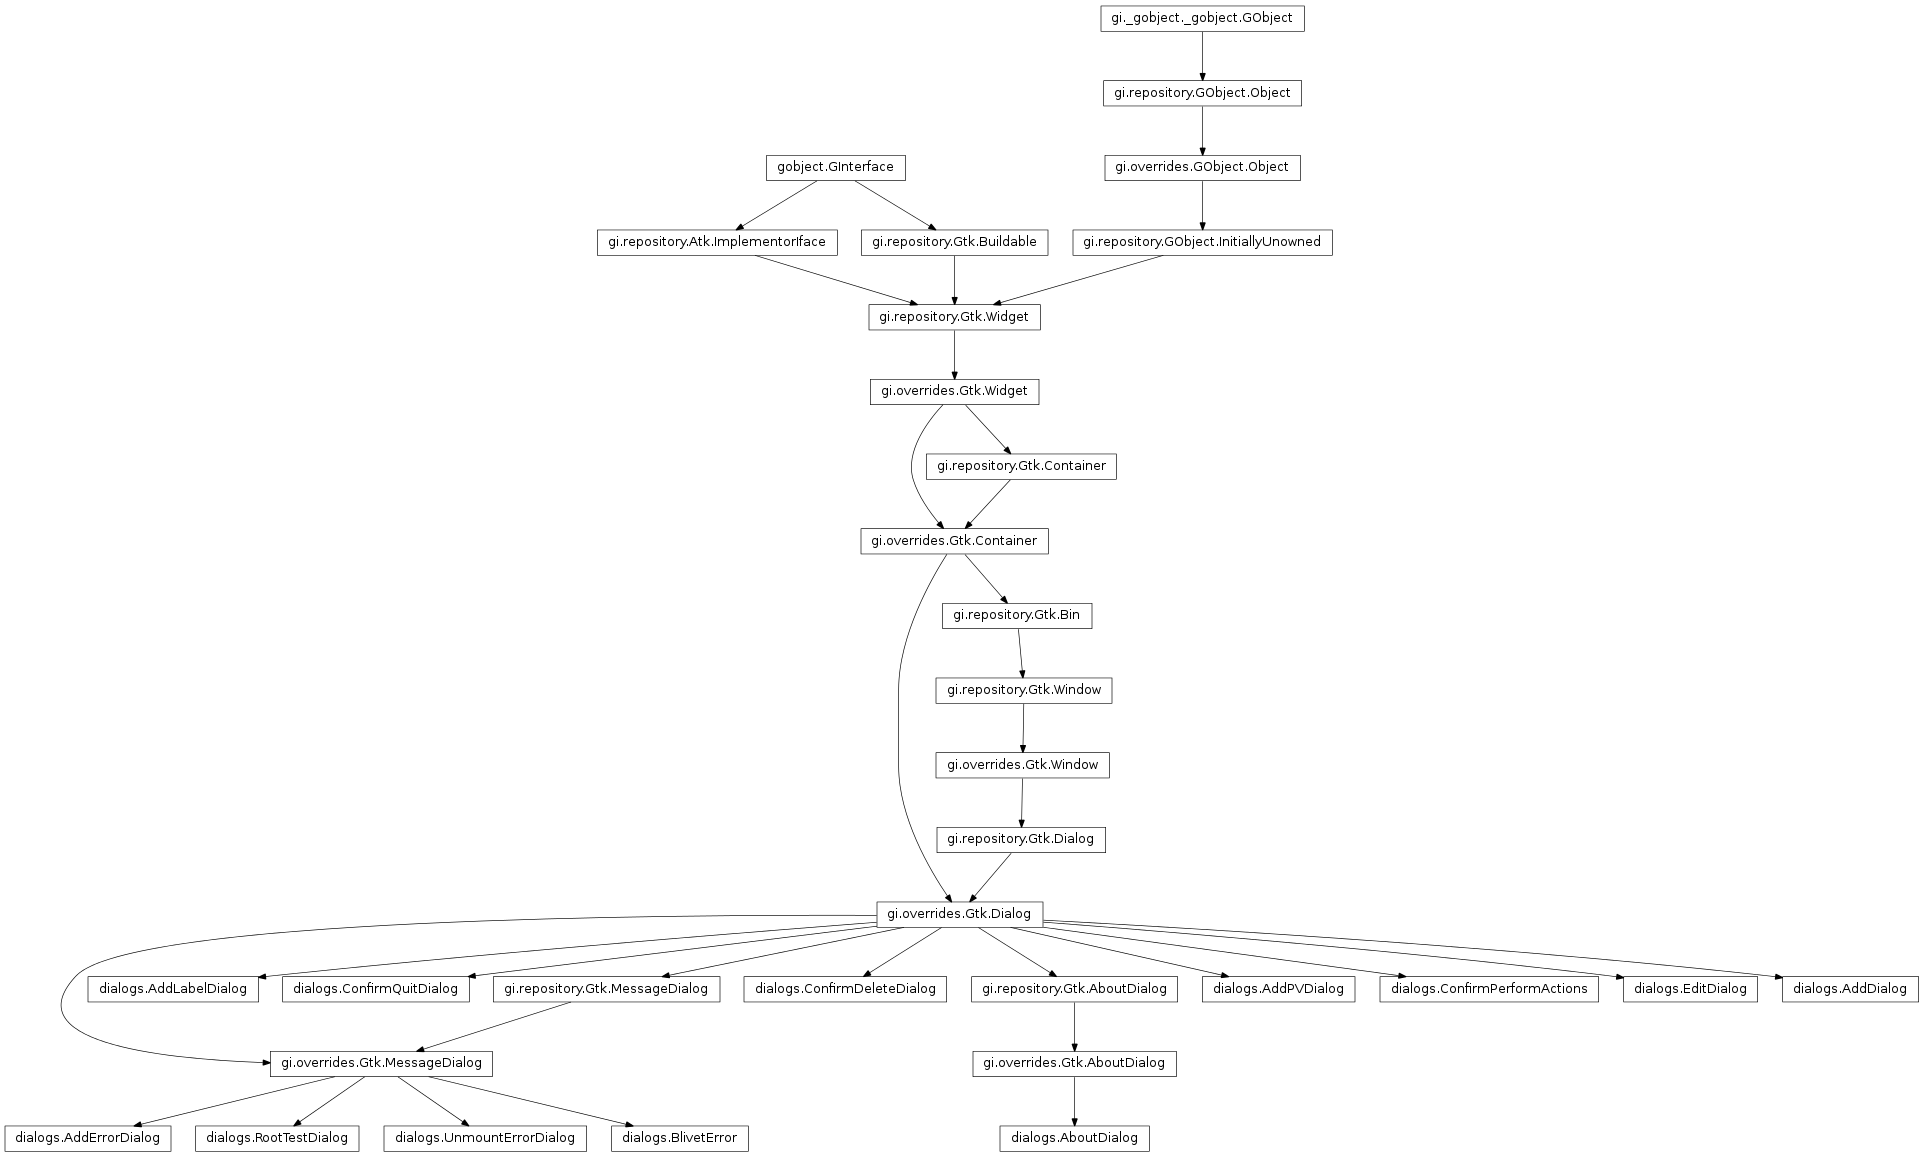 gi._gobject._gobject.GObject
gi.repository.GObject.Object
gobject.GInterface
gi.overrides.GObject.Object
gi.repository.Atk.ImplementorIface
gi.repository.Gtk.Buildable
gi.repository.GObject.InitiallyUnowned
gi.repository.Gtk.Widget
gi.overrides.Gtk.Widget
gi.repository.Gtk.Container
gi.overrides.Gtk.Container
gi.repository.Gtk.Bin
gi.repository.Gtk.Window
gi.overrides.Gtk.Window
gi.repository.Gtk.Dialog
gi.overrides.Gtk.Dialog
dialogs.AddLabelDialog
dialogs.ConfirmQuitDialog
gi.repository.Gtk.MessageDialog
dialogs.ConfirmDeleteDialog
gi.repository.Gtk.AboutDialog
dialogs.AddPVDialog
dialogs.ConfirmPerformActions
dialogs.EditDialog
dialogs.AddDialog
gi.overrides.Gtk.MessageDialog
gi.overrides.Gtk.AboutDialog
dialogs.AddErrorDialog
dialogs.RootTestDialog
dialogs.UnmountErrorDialog
dialogs.BlivetError
dialogs.AboutDialog